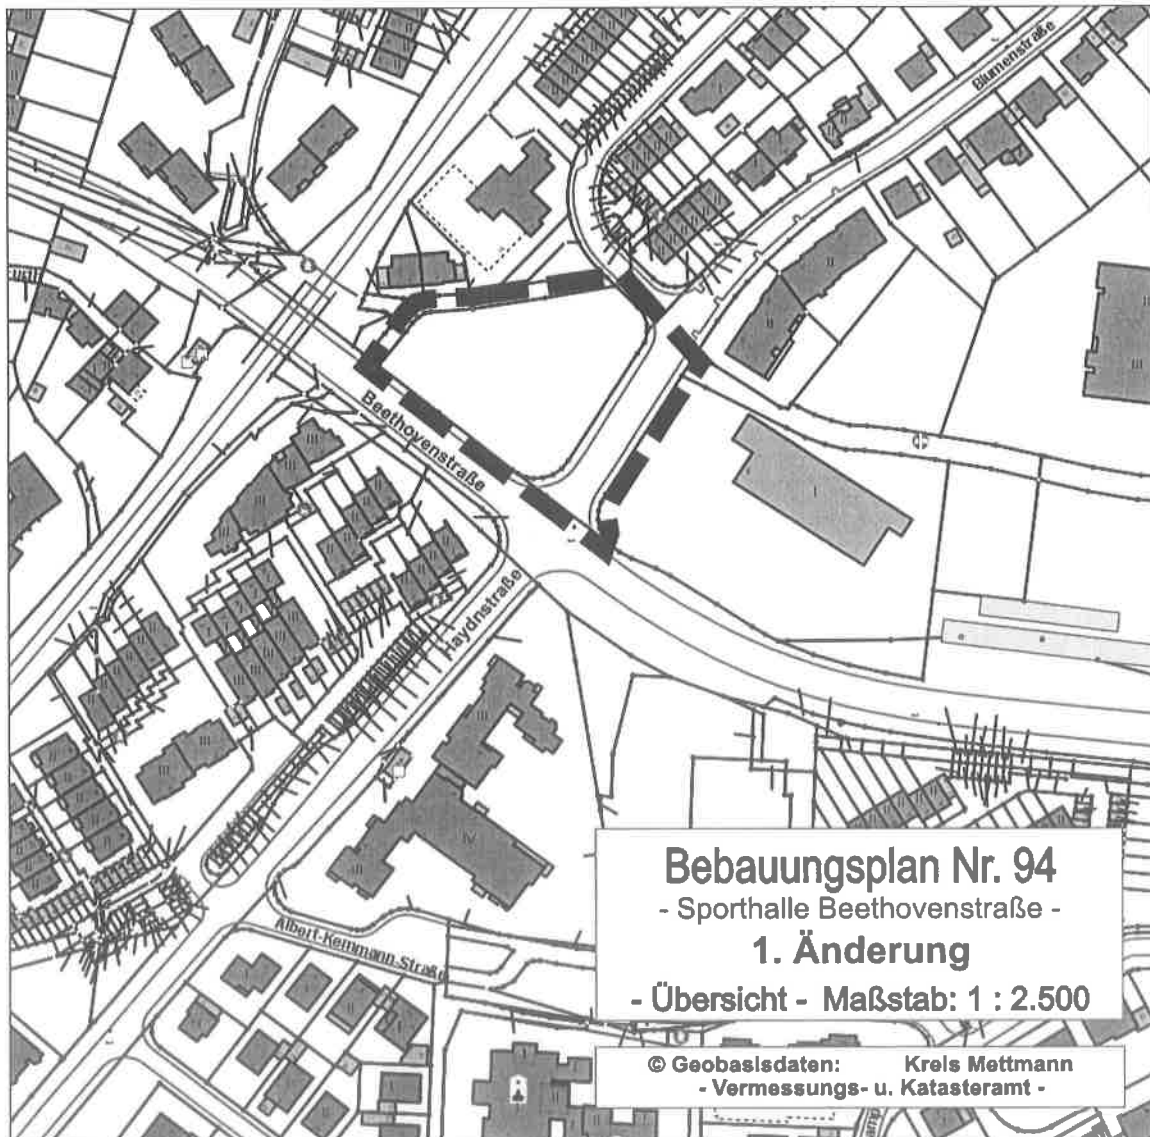 Blumenstraße
Beethovenstraße
Haydnstraße
Albert-Kemmann-Straße
Bebauungsplan Nr. 94
- Sporthalle Beethovenstraße -
1. Änderung
- Übersicht - Maßstab: 1 : 2.500
© Geobasisdaten: Kreis Mettmann
- Vermessungs- u. Katasteramt -